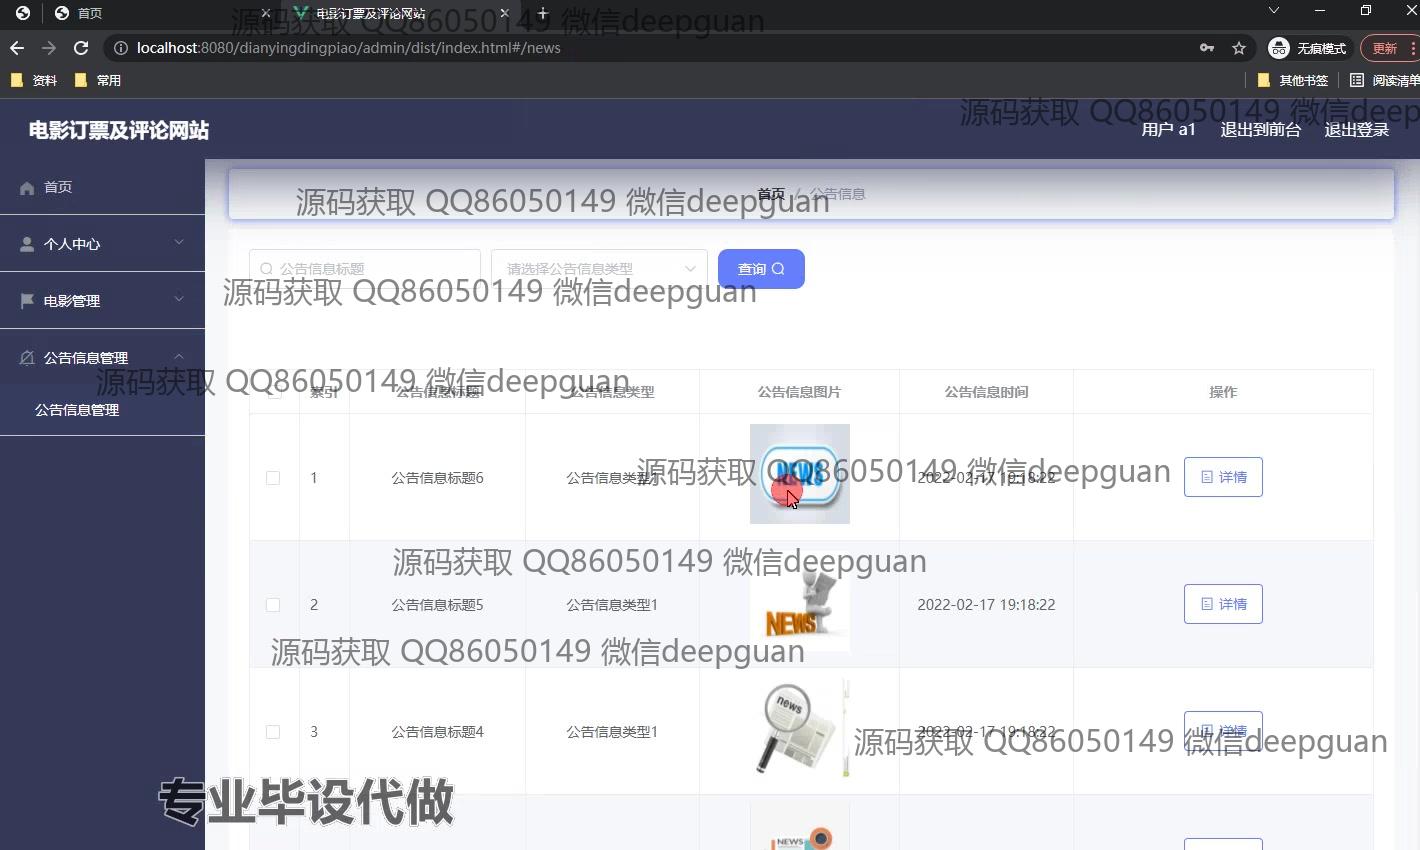 首页
电影订票及评论网站
localhost:8080/dianyingdingpiao/admin/dist/index.html#/news
无痕模式
更新
资料
常用
其他书签
阅读清单
源码获取 QQ86050149 微信deepguan
源码获取 QQ86050149 微信deep
电影订票及评论网站
用户 a1
退出到前台
退出登录
首页
首页 / 公告信息
源码获取 QQ86050149 微信deepguan
个人中心
公告信息标题
请选择公告信息类型
查询
源码获取 QQ86050149 微信deepguan
电影管理
公告信息管理
源码获取 QQ86050149 微信deepguan
索引
公告信息标题
公告信息类型
公告信息图片
公告信息时间
操作
公告信息管理
1
公告信息标题6
公告信息类型1
NEWS
2022-02-17 19:18:22
详情
源码获取 QQ86050149 微信deepguan
源码获取 QQ86050149 微信deepguan
2
公告信息标题5
公告信息类型1
NEWS
2022-02-17 19:18:22
详情
源码获取 QQ86050149 微信deepguan
3
公告信息标题4
公告信息类型1
news
2022-02-17 19:18:22
详情
源码获取 QQ86050149 微信deepguan
专业毕设代做
NEWS